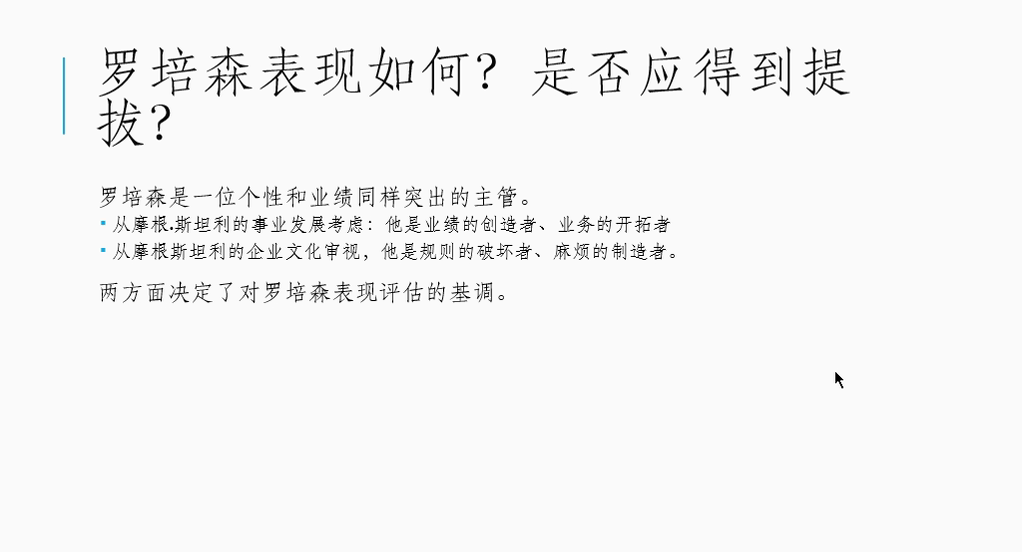 罗培森表现如何？是否应得到提
拔？
罗培森是一位个性和业绩同样突出的主管。
▪ 从摩根.斯坦利的事业发展考虑：他是业绩的创造者、业务的开拓者
▪ 从摩根斯坦利的企业文化审视，他是规则的破坏者、麻烦的制造者。
两方面决定了对罗培森表现评估的基调。